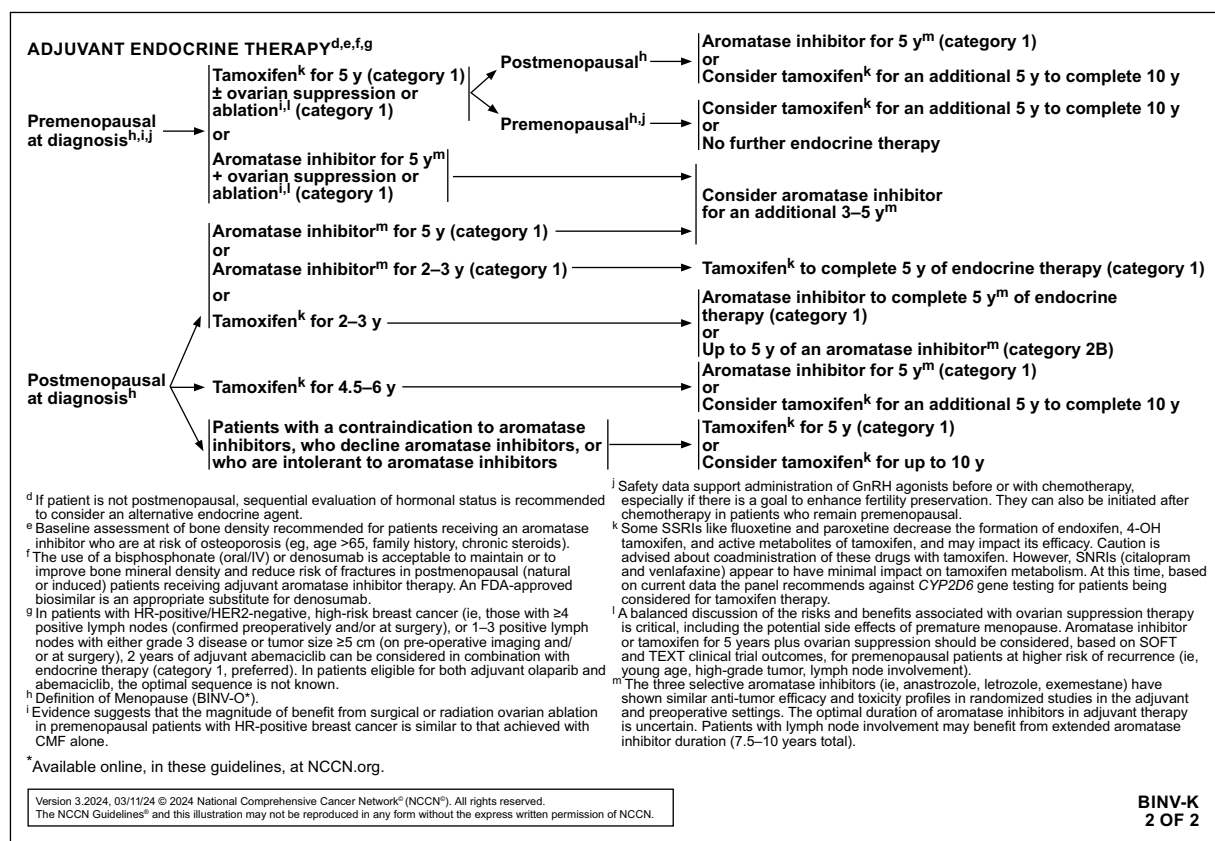 ADJUVANT ENDOCRINE THERAPYd,e,f,g
Premenopausal
at diagnosish,i,j
Tamoxifenk for 5 y (category 1)
± ovarian suppression or
ablationi,l (category 1)
or
Aromatase inhibitor for 5 ym
+ ovarian suppression or
ablationi,l (category 1)
Postmenopausalh
Aromatase inhibitor for 5 ym (category 1)
or
Consider tamoxifenk for an additional 5 y to complete 10 y
Premenopausalh,j
Consider tamoxifenk for an additional 5 y to complete 10 y
or
No further endocrine therapy
Consider aromatase inhibitor
for an additional 3–5 ym
Postmenopausal
at diagnosish
Aromatase inhibitorm for 5 y (category 1)
or
Aromatase inhibitorm for 2–3 y (category 1)
or
Tamoxifenk for 2–3 y
Tamoxifenk to complete 5 y of endocrine therapy (category 1)
Aromatase inhibitor to complete 5 ym of endocrine
therapy (category 1)
or
Up to 5 y of an aromatase inhibitorm (category 2B)
Tamoxifenk for 4.5–6 y
Aromatase inhibitor for 5 ym (category 1)
or
Consider tamoxifenk for an additional 5 y to complete 10 y
Patients with a contraindication to aromatase
inhibitors, who decline aromatase inhibitors, or
who are intolerant to aromatase inhibitors
Tamoxifenk for 5 y (category 1)
or
Consider tamoxifenk for up to 10 y
d If patient is not postmenopausal, sequential evaluation of hormonal status is recommended
to consider an alternative endocrine agent.
e Baseline assessment of bone density recommended for patients receiving an aromatase
inhibitor who are at risk of osteoporosis (eg, age >65, family history, chronic steroids).
f The use of a bisphosphonate (oral/IV) or denosumab is acceptable to maintain or to
improve bone mineral density and reduce risk of fractures in postmenopausal (natural
or induced) patients receiving adjuvant aromatase inhibitor therapy. An FDA-approved
biosimilar is an appropriate substitute for denosumab.
g In patients with HR-positive/HER2-negative, high-risk breast cancer (ie, those with ≥4
positive lymph nodes (confirmed preoperatively and/or at surgery), or 1–3 positive lymph
nodes with either grade 3 disease or tumor size ≥5 cm (on pre-operative imaging and/
or at surgery), 2 years of adjuvant abemaciclib can be considered in combination with
endocrine therapy (category 1, preferred). In patients eligible for both adjuvant olaparib and
abemaciclib, the optimal sequence is not known.
h Definition of Menopause (BINV-O*).
i Evidence suggests that the magnitude of benefit from surgical or radiation ovarian ablation
in premenopausal patients with HR-positive breast cancer is similar to that achieved with
CMF alone.
j Safety data support administration of GnRH agonists before or with chemotherapy,
especially if there is a goal to enhance fertility preservation. They can also be initiated after
chemotherapy in patients who remain premenopausal.
k Some SSRIs like fluoxetine and paroxetine decrease the formation of endoxifen, 4-OH
tamoxifen, and active metabolites of tamoxifen, and may impact its efficacy. Caution is
advised about coadministration of these drugs with tamoxifen. However, SNRIs (citalopram
and venlafaxine) appear to have minimal impact on tamoxifen metabolism. At this time, based
on current data the panel recommends against CYP2D6 gene testing for patients being
considered for tamoxifen therapy.
l A balanced discussion of the risks and benefits associated with ovarian suppression therapy
is critical, including the potential side effects of premature menopause. Aromatase inhibitor
or tamoxifen for 5 years plus ovarian suppression should be considered, based on SOFT
and TEXT clinical trial outcomes, for premenopausal patients at higher risk of recurrence (ie,
young age, high-grade tumor, lymph node involvement).
m The three selective aromatase inhibitors (ie, anastrozole, letrozole, exemestane) have
shown similar anti-tumor efficacy and toxicity profiles in randomized studies in the adjuvant
and preoperative settings. The optimal duration of aromatase inhibitors in adjuvant therapy
is uncertain. Patients with lymph node involvement may benefit from extended aromatase
inhibitor duration (7.5–10 years total).
*Available online, in these guidelines, at NCCN.org.
Version 3.2024, 03/11/24 © 2024 National Comprehensive Cancer Network© (NCCN©). All rights reserved.
The NCCN Guidelines® and this illustration may not be reproduced in any form without the express written permission of NCCN.
BINV-K
2 OF 2